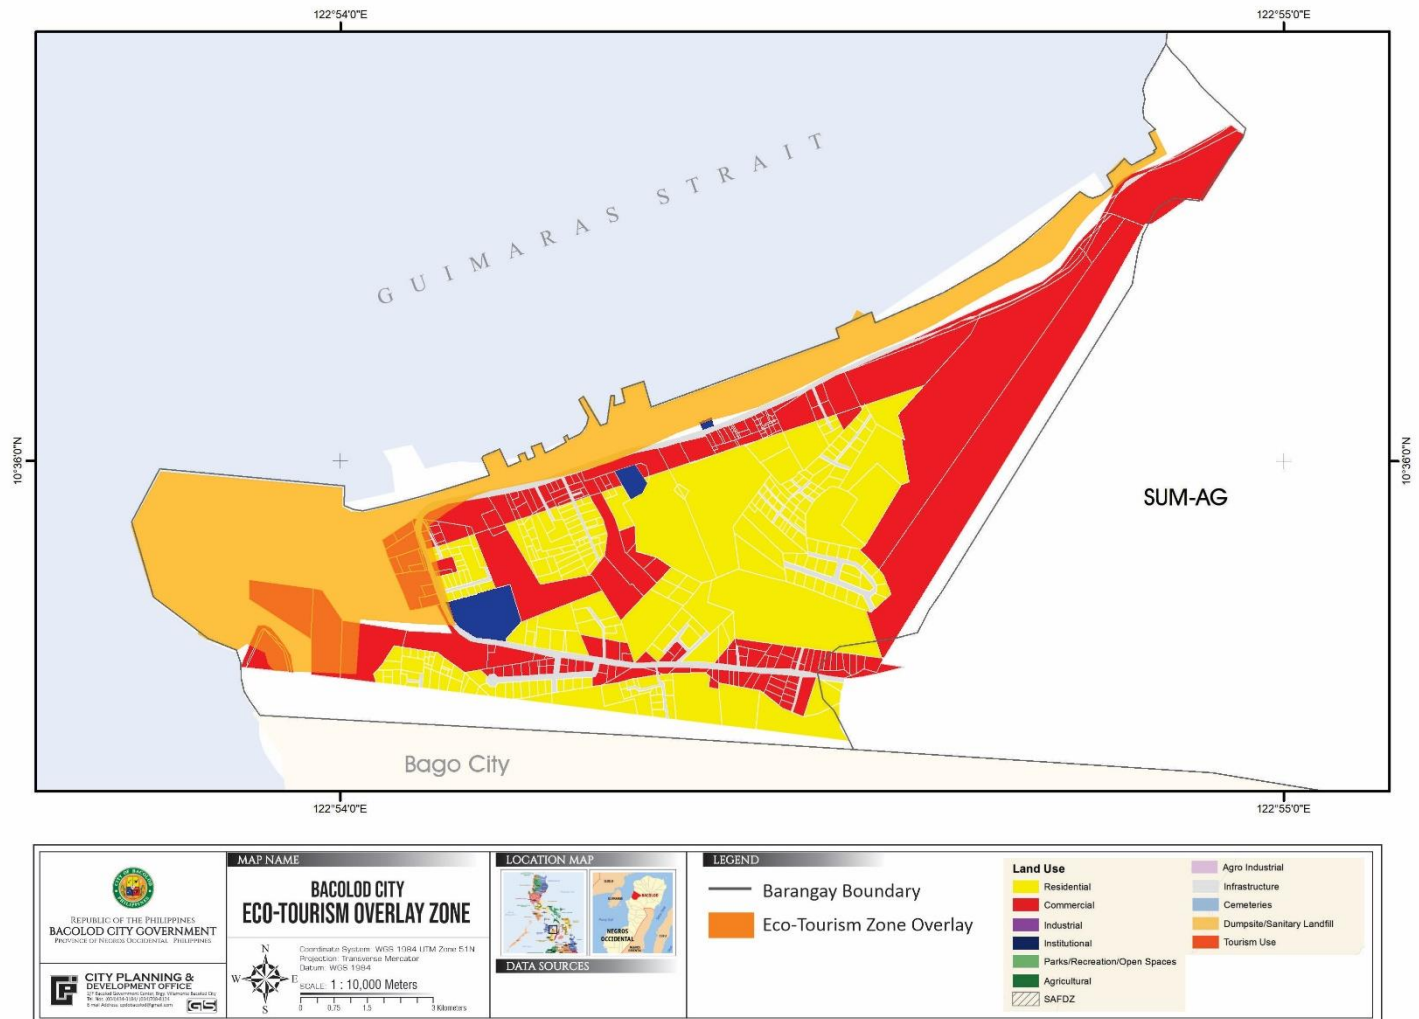 122°54'0"E
122°55'0"E
GUIMARAS STRAIT
10°36'0"N
10°36'0"N
SUM-AG
Bago City
122°54'0"E
122°55'0"E
REPUBLIC OF THE PHILIPPINES
BACOLOD CITY GOVERNMENT
PROVINCE OF NEGROS OCCIDENTAL PHILIPPINES
CITY PLANNING &
DEVELOPMENT OFFICE
MAP NAME
BACOLOD CITY
ECO-TOURISM OVERLAY ZONE
N
W
E
S
Coordinate System: WGS 1984 UTM Zone 51N
Projection: Transverse Mercator
Datum: WGS 1984
SCALE: 1 : 10,000 Meters
0 0.75 1.5 3 Kilometers
LOCATION MAP
BACOLOD
NEGROS
OCCIDENTAL
DATA SOURCES
LEGEND
Barangay Boundary
Eco-Tourism Zone Overlay
Land Use
Residential
Commercial
Industrial
Institutional
Parks/Recreation/Open Spaces
Agricultural
SAFDZ
Agro Industrial
Infrastructure
Cemeteries
Dumpsite/Sanitary Landfill
Tourism Use